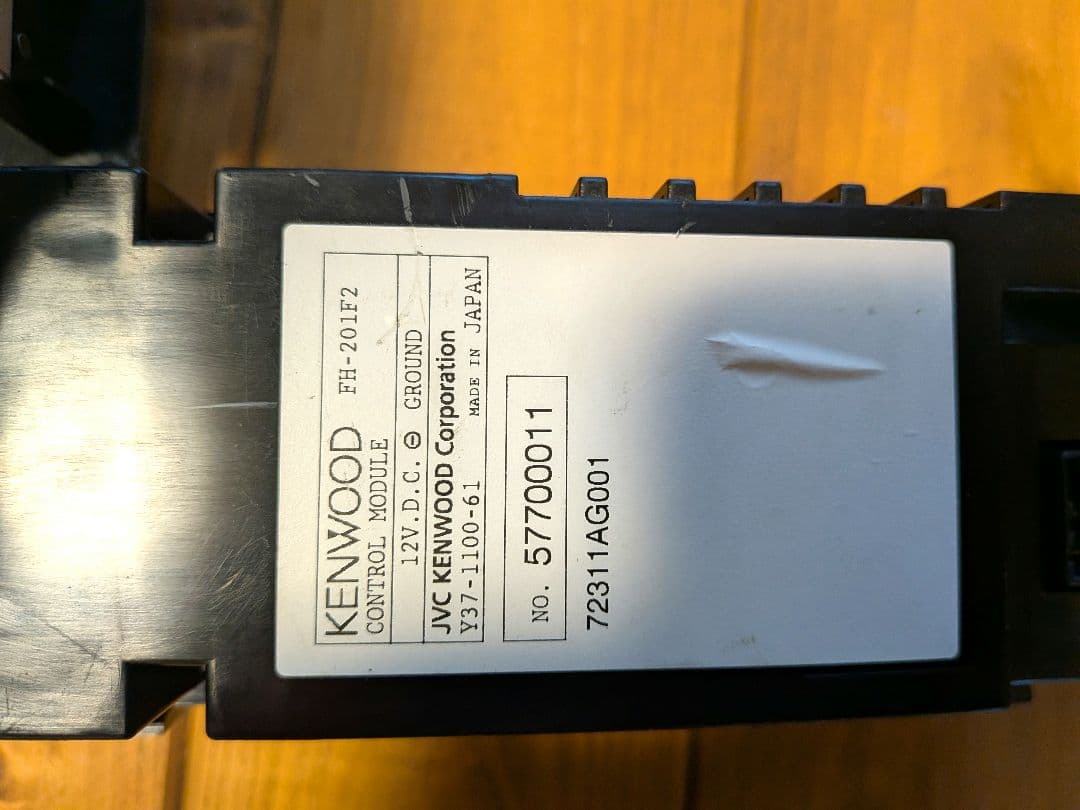 KENWOOD FH-201F2
CONTROL MODULE
12V.D.C. ⊖ GROUND
JVC KENWOOD Corporation
Y37-1100-61 MADE IN JAPAN
NO. 57700011
72311AG001